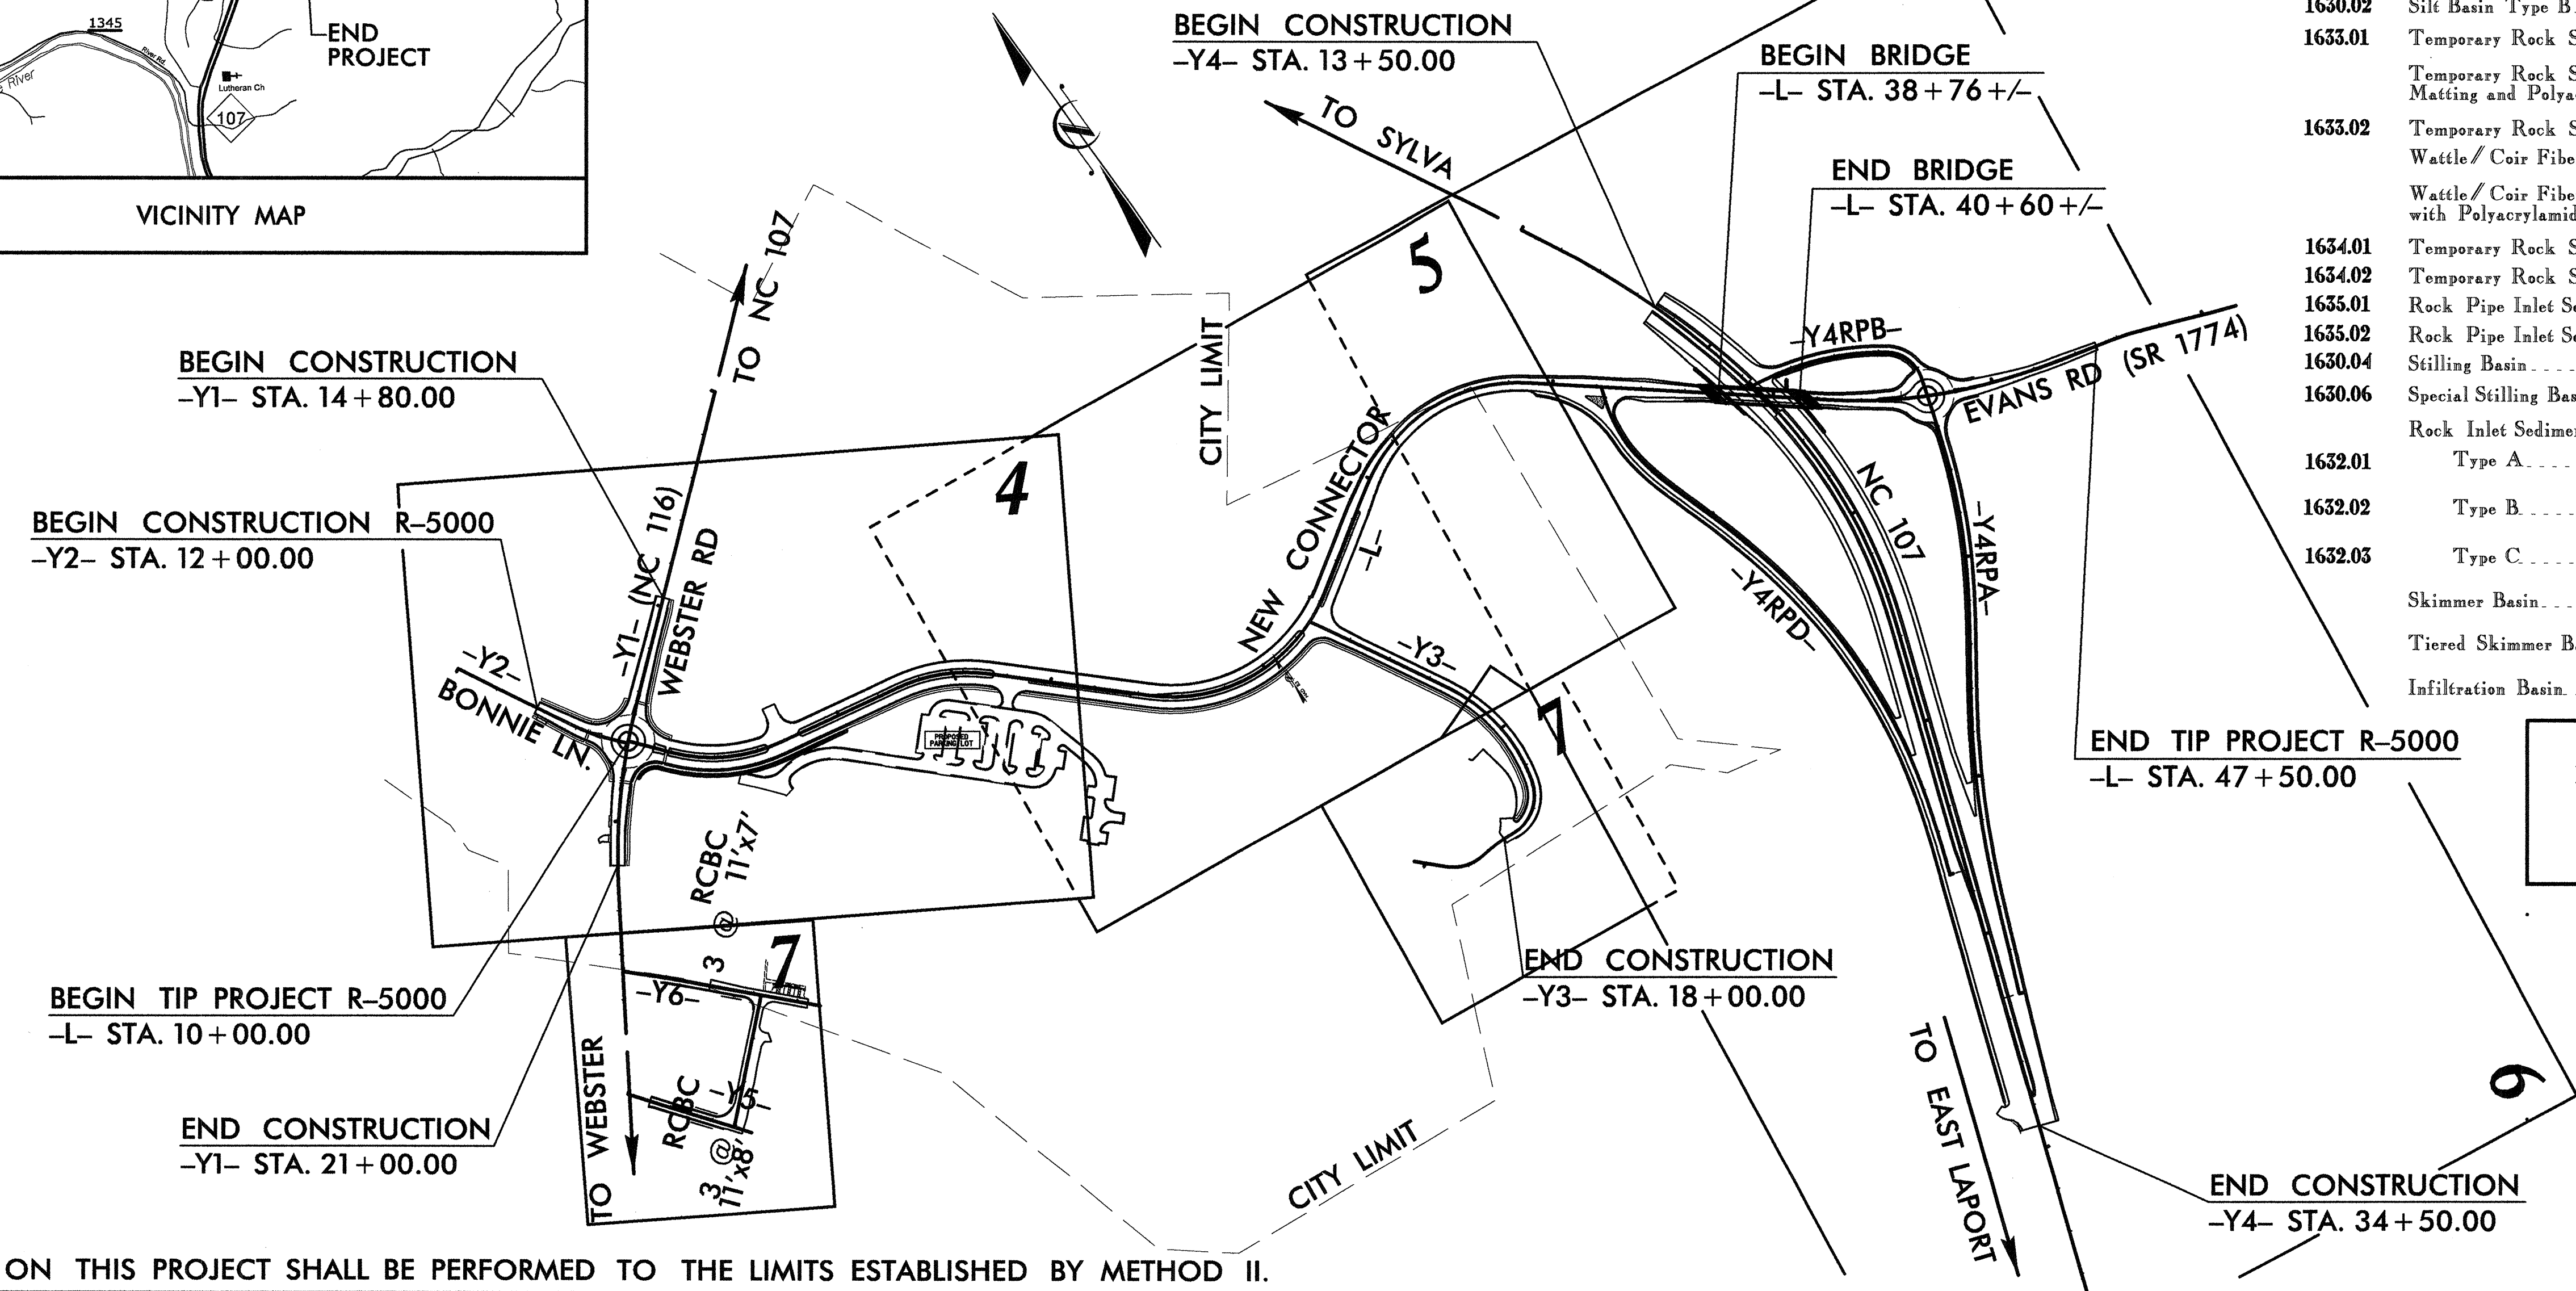 1345
River Rd.
River
END
PROJECT
Lutheran Ch
107
VICINITY MAP
BEGIN CONSTRUCTION
-Y4- STA. 13+50.00
BEGIN BRIDGE
-L- STA. 38+76 +/-
END BRIDGE
-L- STA. 40+60 +/-
TO SYLVA
TO NC 107
CITY LIMIT
5
4
-Y4RPB-
EVANS RD (SR 1774)
BEGIN CONSTRUCTION
-Y1- STA. 14+80.00
BEGIN CONSTRUCTION R-5000
-Y2- STA. 12+00.00
-Y1- (NC 116)
WEBSTER RD
-Y2-
BONNIE LN.
NEW CONNECTOR
-L-
-Y3-
NC 107
-Y4RPA-
-Y4RPD-
PROPOSED
PARKING LOT
7
END TIP PROJECT R-5000
-L- STA. 47+50.00
3 @ 11'x7'
RCBC
7
-Y6-
-Y5-
RCBC
3 @ 11'x8'
TO WEBSTER
BEGIN TIP PROJECT R-5000
-L- STA. 10+00.00
END CONSTRUCTION
-Y1- STA. 21+00.00
END CONSTRUCTION
-Y3- STA. 18+00.00
TO EAST LAPORT
CITY LIMIT
6
END CONSTRUCTION
-Y4- STA. 34+50.00
ON THIS PROJECT SHALL BE PERFORMED TO THE LIMITS ESTABLISHED BY METHOD II.
1630.02 Silt Basin Type B
1633.01 Temporary Rock
Temporary Rock
Matting and
1633.02 Temporary Rock
Wattle/Coir
Wattle/Coir
with
1634.01 Temporary Rock
1634.02 Temporary Rock
1635.01 Rock Pipe Inlet
1635.02 Rock Pipe Inlet
1630.04 Stilling Basin
1630.06 Special Stilling
Rock Inlet
1632.01 Type A
1632.02 Type B
1632.03 Type C
Skimmer Basin
Tiered Skimmer
Infiltration Basin